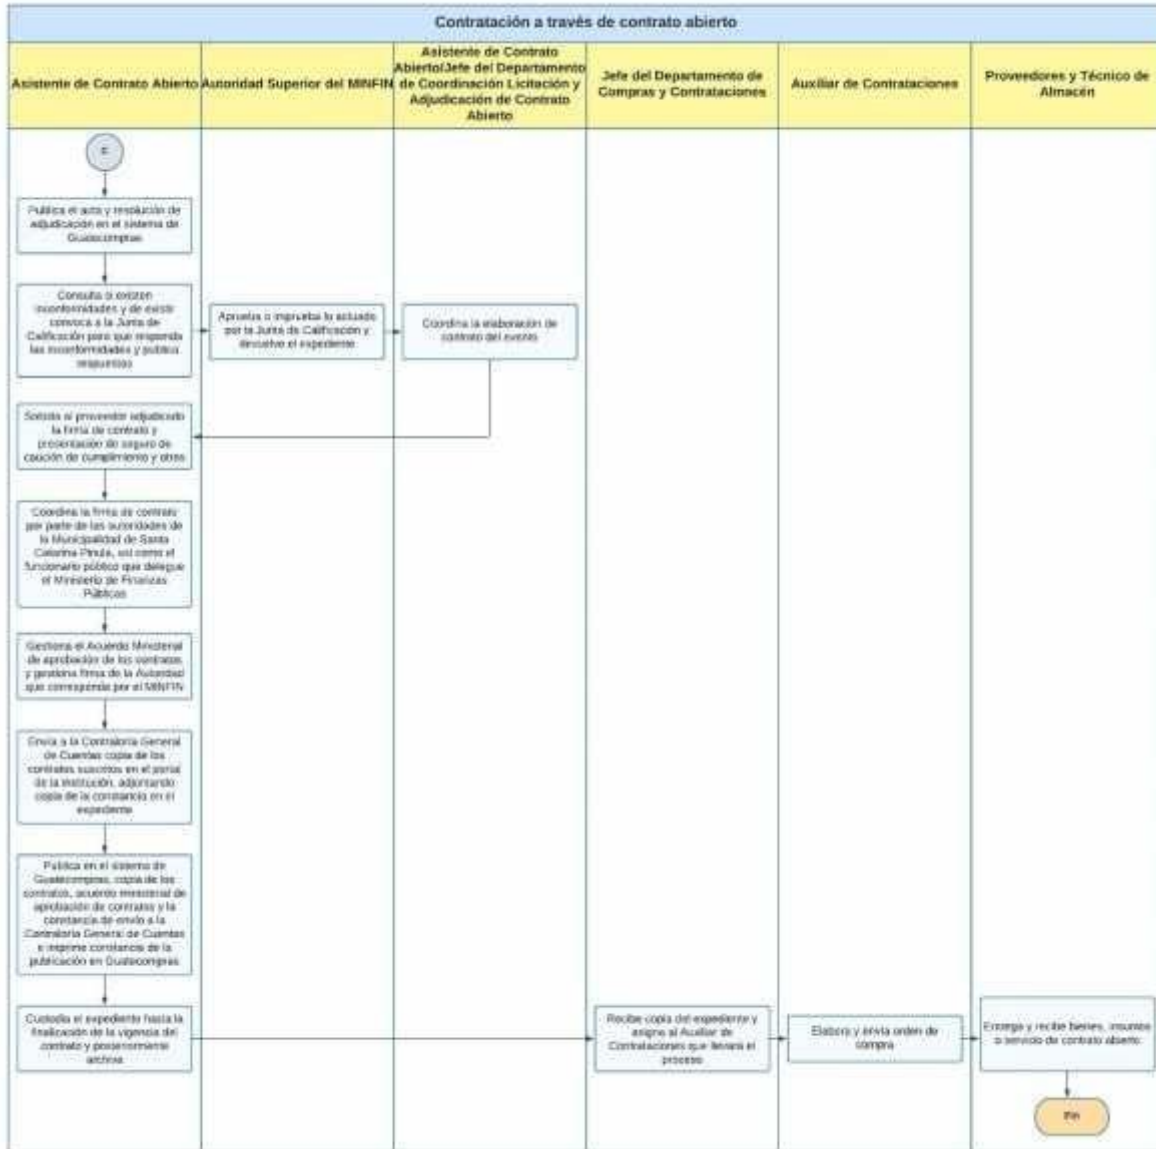 Contratación a través de contrato abierto
Asistente de Contrato Abierto
Autoridad Superior del MINFIN
Asistente de Contrato
Abierto/Jefe del Departamento
de Coordinación Licitación y
Adjudicación de Contrato
Abierto
Jefe del Departamento de
Compras y Contrataciones
Auxiliar de Contrataciones
Proveedores y Técnico de
Almacén
Publica el acta y resolución de
adjudicación en el sistema de
Guatecompras
Consulta si existen
inconformidades y de existir
convoca a la Junta de
Calificación para que responda
las inconformidades y publica
respuestas
Aprueba o imprueba lo actuado
por la Junta de Calificación y
devuelve el expediente
Coordina la elaboración de
contrato del evento
Solicita al proveedor adjudicado
la firma de contrato y
presentación de seguro de
caución de cumplimiento y otros
Coordina la firma de contrato
por parte de las autoridades de
la Municipalidad de Santa
Catarina Pinula, así como el
funcionario público que delegue
el Ministerio de Finanzas
Públicas
Gestiona el Acuerdo Ministerial
de aprobación de los contratos
y gestiona firma de la Autoridad
que corresponda por el MINFIN
Envía a la Contraloría General
de Cuentas copia de los
contratos suscritos en el portal
de la institución, adjuntando
copia de la constancia en el
expediente
Publica en el sistema de
Guatecompras, copia de los
contratos, acuerdo ministerial de
aprobación de contratos y la
constancia de envío a la
Contraloría General de Cuentas
e imprime constancia de la
publicación en Guatecompras
Custodia el expediente hasta la
finalización de la vigencia del
contrato y posteriormente
archiva
Recibe copia del expediente y
asigna al Auxiliar de
Contrataciones que llevará el
proceso
Elabora y envía orden de
compra
Entrega y recibe bienes, insumos
o servicio de contrato abierto
Fin